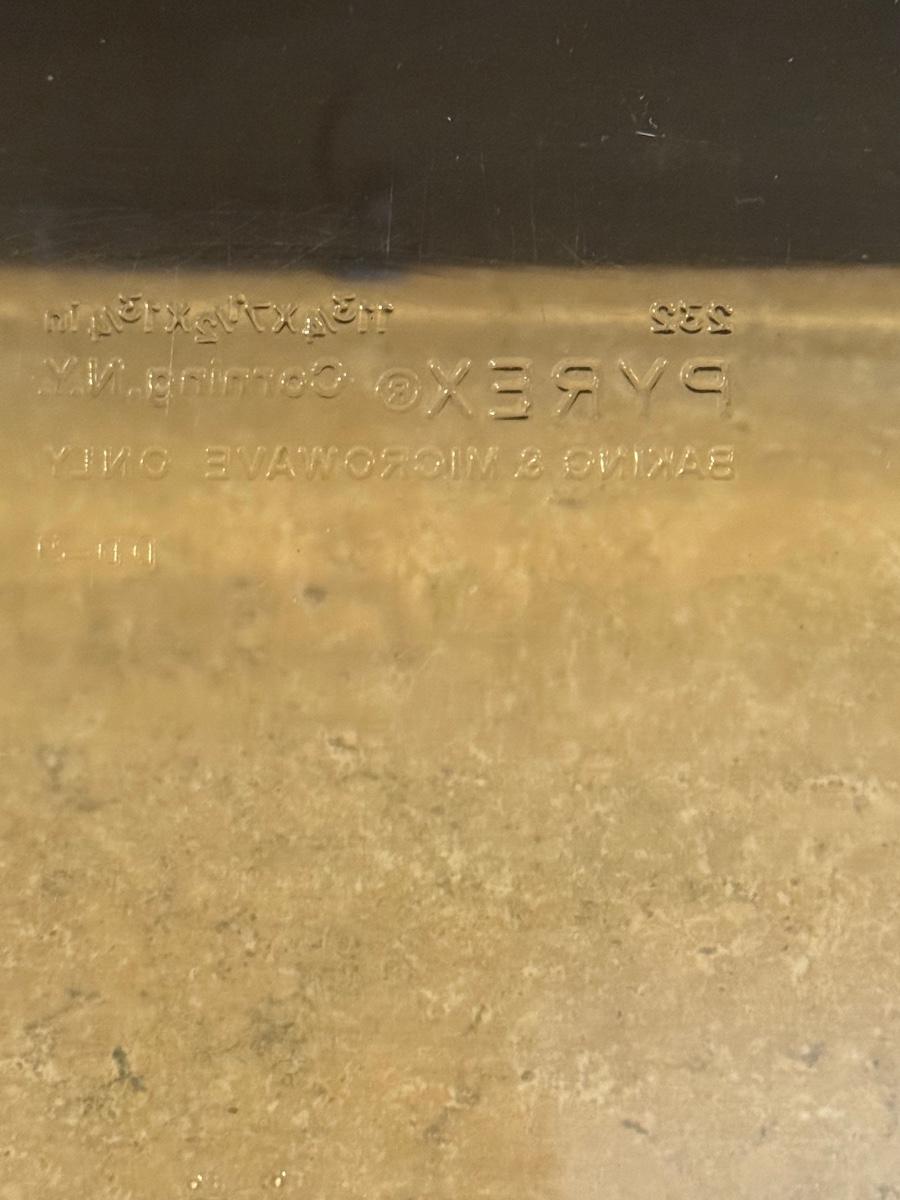 232 11¾x7½x1¾ in
PYREX® Corning, N.Y.
BAKING & MICROWAVE ONLY